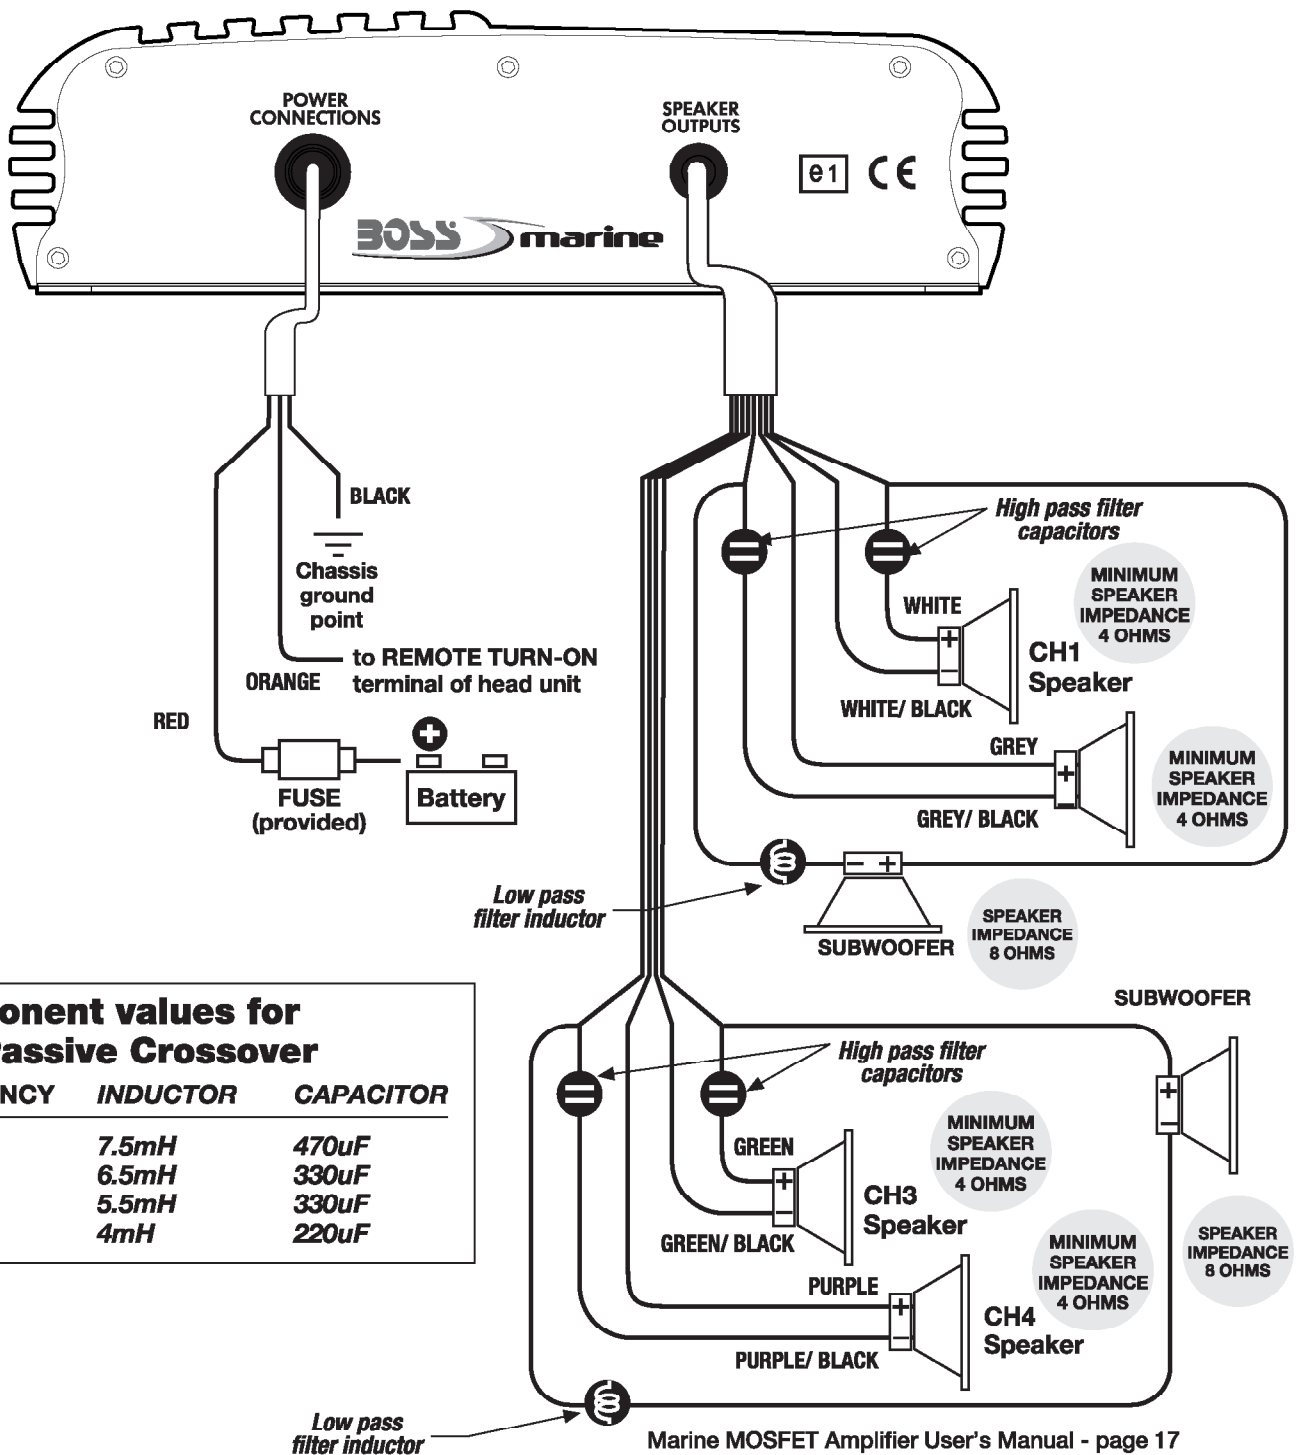 POWER
CONNECTIONS
SPEAKER
OUTPUTS
e1 CE
BOSS marine
BLACK
Chassis
ground
point
to REMOTE TURN-ON
terminal of head unit
ORANGE
RED
FUSE
(provided)
+
Battery
High pass filter
capacitors
MINIMUM
SPEAKER
IMPEDANCE
4 OHMS
WHITE
+
–
CH1
Speaker
WHITE/ BLACK
GREY
+
–
GREY/ BLACK
MINIMUM
SPEAKER
IMPEDANCE
4 OHMS
Low pass
filter inductor
– +
SUBWOOFER
SPEAKER
IMPEDANCE
8 OHMS
onent values for
assive Crossover
NCY INDUCTOR CAPACITOR
7.5mH 470uF
6.5mH 330uF
5.5mH 330uF
4mH 220uF
SUBWOOFER
+
–
SPEAKER
IMPEDANCE
8 OHMS
High pass filter
capacitors
MINIMUM
SPEAKER
IMPEDANCE
4 OHMS
GREEN
+
–
CH3
Speaker
GREEN/ BLACK
PURPLE
+
–
CH4
Speaker
PURPLE/ BLACK
MINIMUM
SPEAKER
IMPEDANCE
4 OHMS
Low pass
filter inductor
Marine MOSFET Amplifier User's Manual - page 17